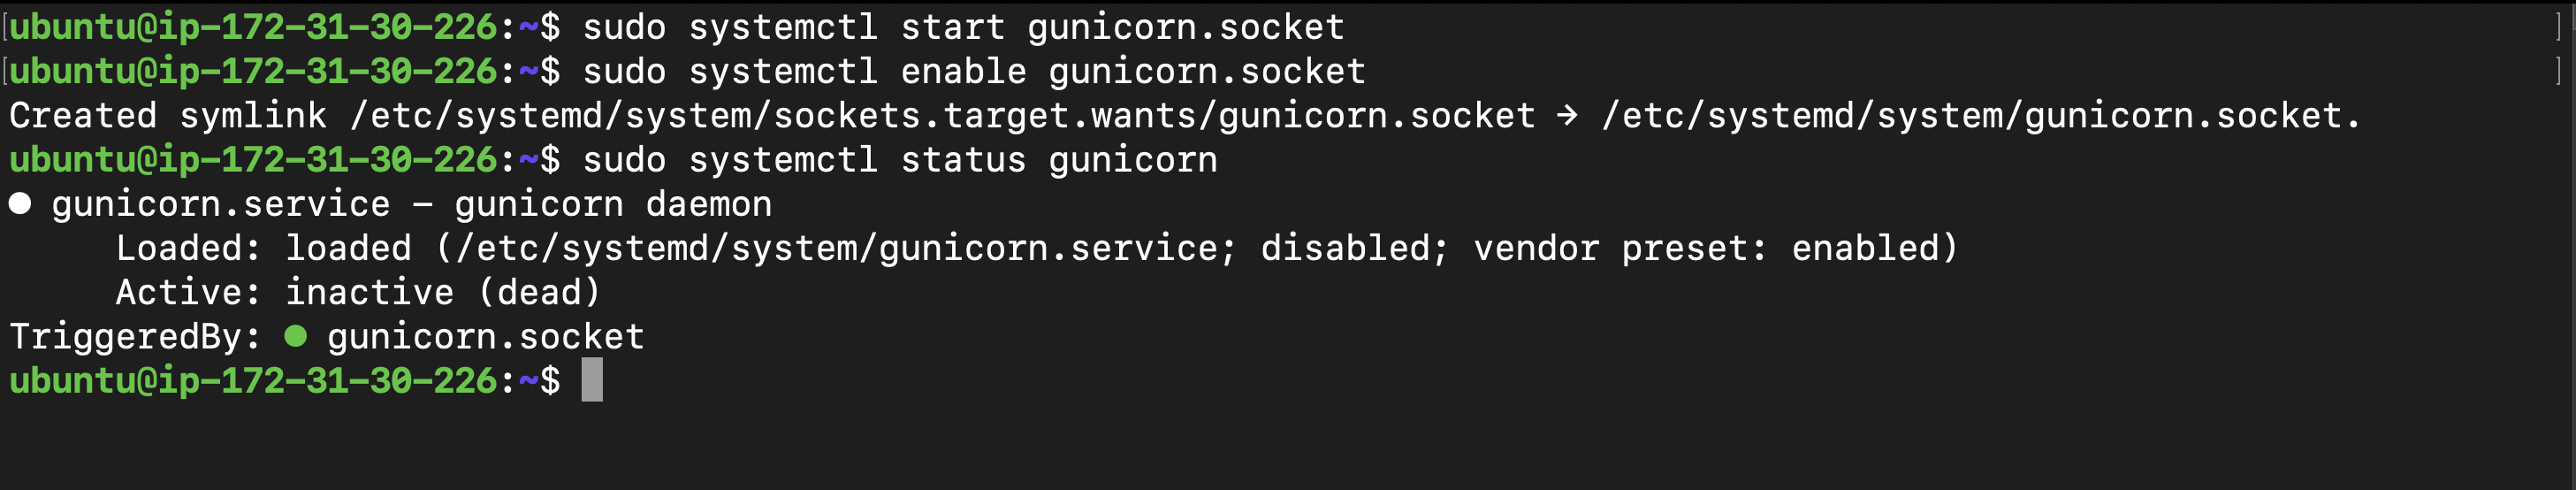 [ubuntu@ip-172-31-30-226:~$ sudo systemctl start gunicorn.socket ]
[ubuntu@ip-172-31-30-226:~$ sudo systemctl enable gunicorn.socket ]
Created symlink /etc/systemd/system/sockets.target.wants/gunicorn.socket → /etc/systemd/system/gunicorn.socket.
ubuntu@ip-172-31-30-226:~$ sudo systemctl status gunicorn
● gunicorn.service – gunicorn daemon
Loaded: loaded (/etc/systemd/system/gunicorn.service; disabled; vendor preset: enabled)
Active: inactive (dead)
TriggeredBy: ● gunicorn.socket
ubuntu@ip-172-31-30-226:~$